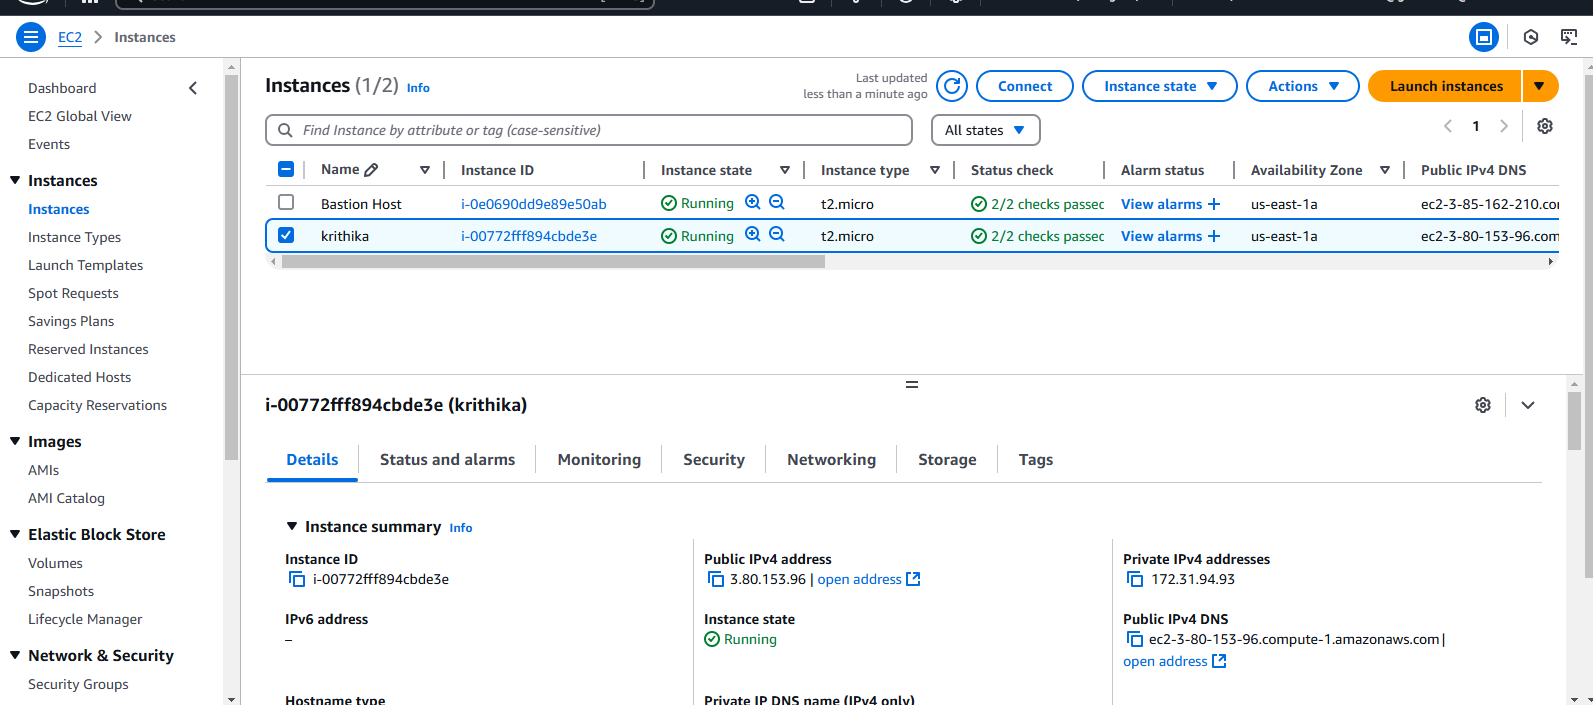 EC2 > Instances
Dashboard
EC2 Global View
Events
Instances
Instances
Instance Types
Launch Templates
Spot Requests
Savings Plans
Reserved Instances
Dedicated Hosts
Capacity Reservations
Images
AMIs
AMI Catalog
Elastic Block Store
Volumes
Snapshots
Lifecycle Manager
Network & Security
Security Groups
Instances (1/2) Info
Last updated
less than a minute ago
Connect
Instance state
Actions
Launch instances
Find Instance by attribute or tag (case-sensitive)
All states
1
Name Instance ID Instance state Instance type Status check Alarm status Availability Zone Public IPv4 DNS
Bastion Host i-0e0690dd9e89e50ab Running t2.micro 2/2 checks passec View alarms + us-east-1a ec2-3-85-162-210.co
krithika i-00772fff894cbde3e Running t2.micro 2/2 checks passec View alarms + us-east-1a ec2-3-80-153-96.com
i-00772fff894cbde3e (krithika)
Details Status and alarms Monitoring Security Networking Storage Tags
Instance summary Info
Instance ID
i-00772fff894cbde3e
Public IPv4 address
3.80.153.96 | open address
Private IPv4 addresses
172.31.94.93
IPv6 address
–
Instance state
Running
Public IPv4 DNS
ec2-3-80-153-96.compute-1.amazonaws.com |
open address
Hostname type
Private IP DNS name (IPv4 only)